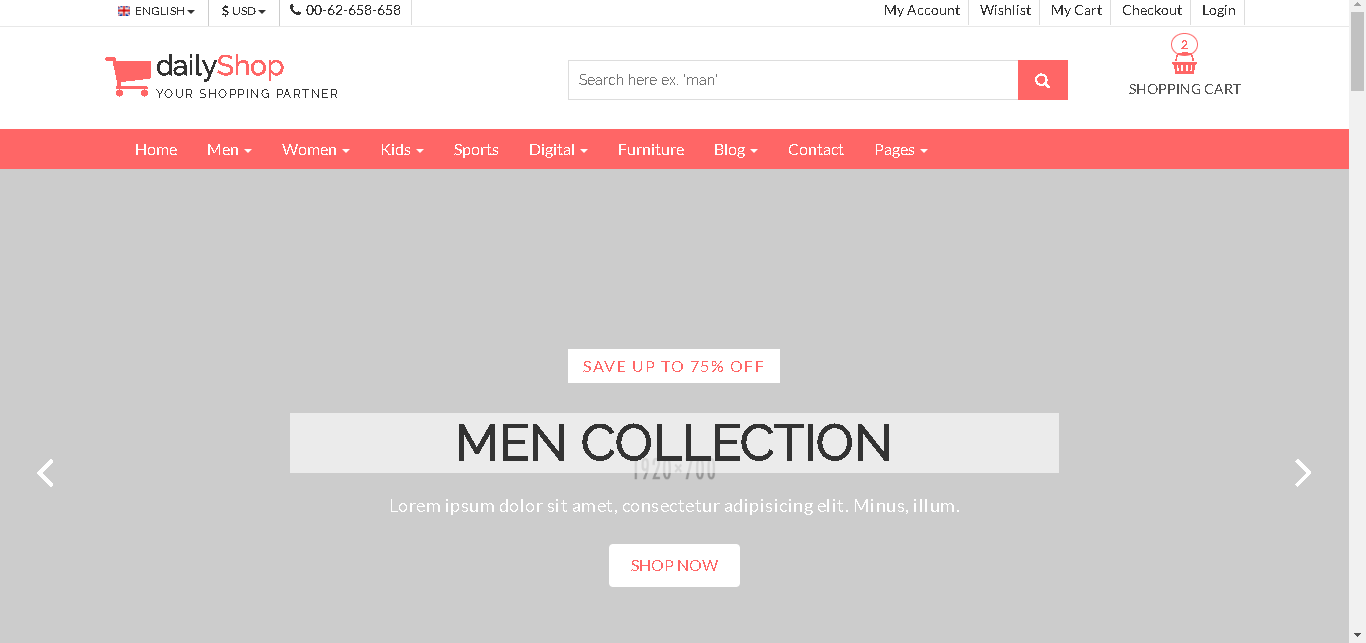 ENGLISH $ USD 00-62-658-658 My Account Wishlist My Cart Checkout Login
dailyShop
YOUR SHOPPING PARTNER
Search here ex. 'man'
2
SHOPPING CART
Home Men Women Kids Sports Digital Furniture Blog Contact Pages
SAVE UP TO 75% OFF
MEN COLLECTION
1920×700
Lorem ipsum dolor sit amet, consectetur adipisicing elit. Minus, illum.
SHOP NOW